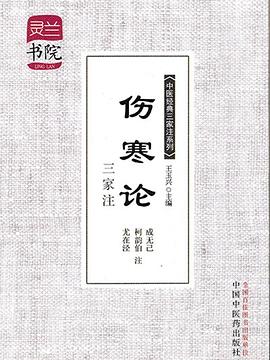 灵兰
书院
LING LAN
《中医经典三家注系列》
王玉兴 主编
伤寒论
三家注
成无己
柯韵伯
尤在泾
注
全国百佳图书出版单位
中国中医药出版社